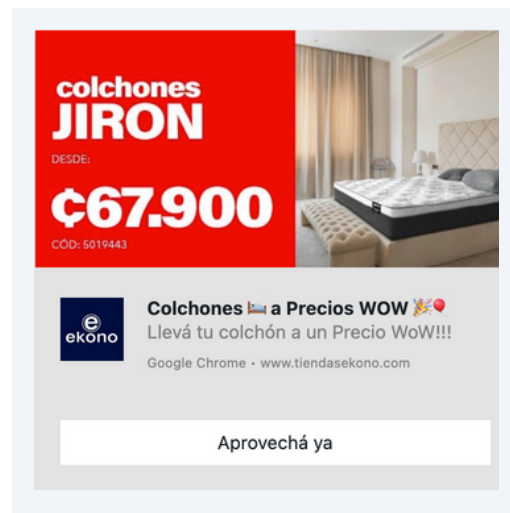 colchones
JIRON
DESDE:
₡67.900
CÓD: 5019443
e
ekono
Colchones 🛏️ a Precios WOW 🎉🎈
Llevá tu colchón a un Precio WoW!!!
Google Chrome • www.tiendasekono.com
Aprovechá ya